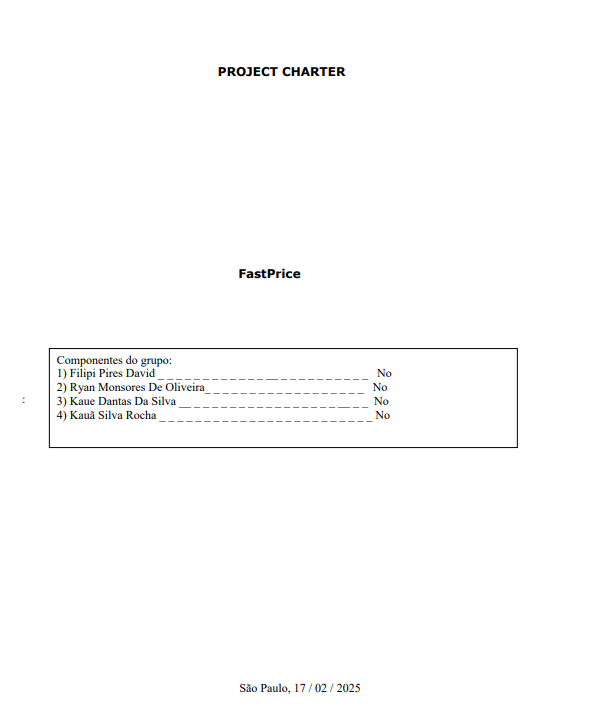 PROJECT CHARTER
FastPrice
Componentes do grupo:
1) Filipi Pires David _ _ _ _ _ _ _ _ _ _ _ _ _ _ _ _ _ _ _ _ _ _ _ _ No
2) Ryan Monsores De Oliveira_ _ _ _ _ _ _ _ _ _ _ _ _ _ _ _ _ _ No
:
3) Kaue Dantas Da Silva _ _ _ _ _ _ _ _ _ _ _ _ _ _ _ _ _ _ _ _ _ _ No
4) Kauã Silva Rocha _ _ _ _ _ _ _ _ _ _ _ _ _ _ _ _ _ _ _ _ _ _ _ _ No
São Paulo, 17 / 02 / 2025